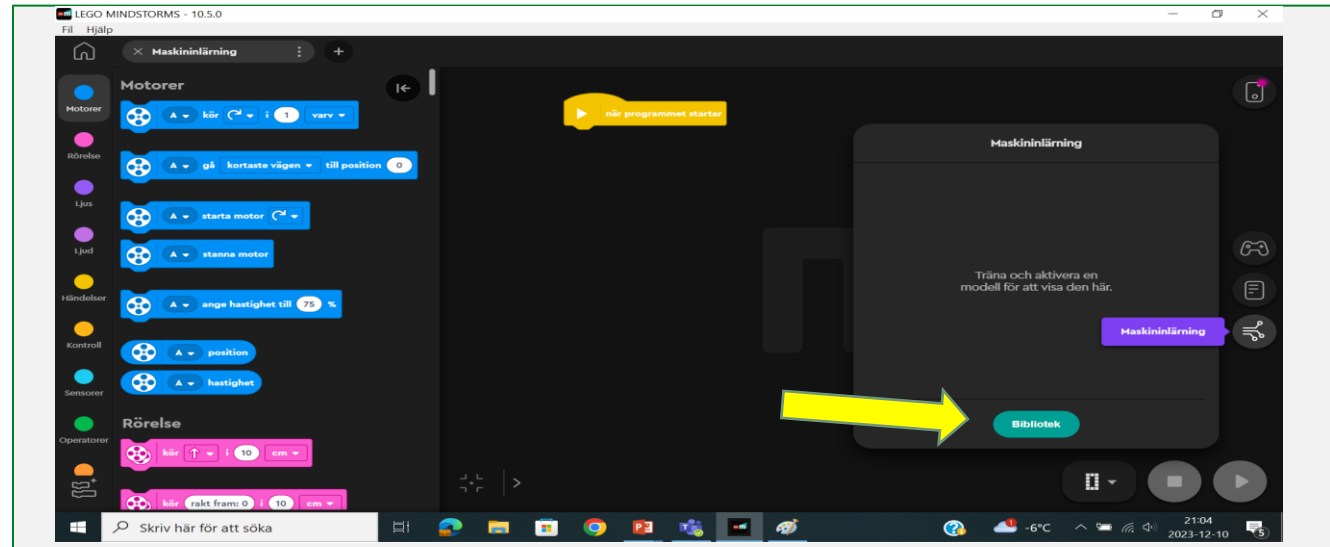 LEGO MINDSTORMS - 10.5.0
Fil Hjälp
Maskininlärning
Motorer
Motorer
A kör i 1 varv
Rörelse
A gå kortaste vägen till position 0
Ljus
A starta motor
Ljud
A stanna motor
Händelser
A ange hastighet till 75 %
Kontroll
A position
Sensorer
A hastighet
Operatorer
Rörelse
kör i 10 cm
kör rakt fram: 0 i 10 cm
när programmet startar
Maskininlärning
Träna och aktivera en
modell för att visa den här.
Maskininlärning
Bibliotek
Skriv här för att söka
-6°C
21:04
2023-12-10
5